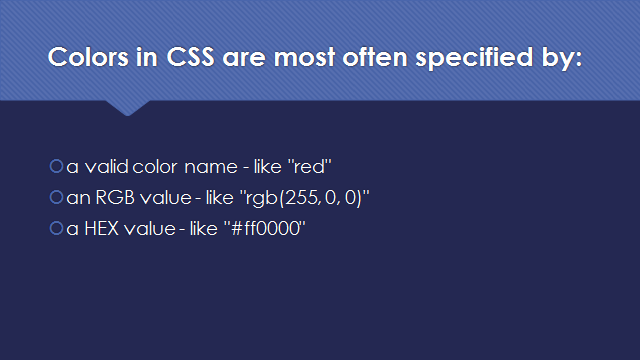 Colors in CSS are most often specified by:
a valid color name - like "red"
an RGB value - like "rgb(255, 0, 0)"
a HEX value - like "#ff0000"